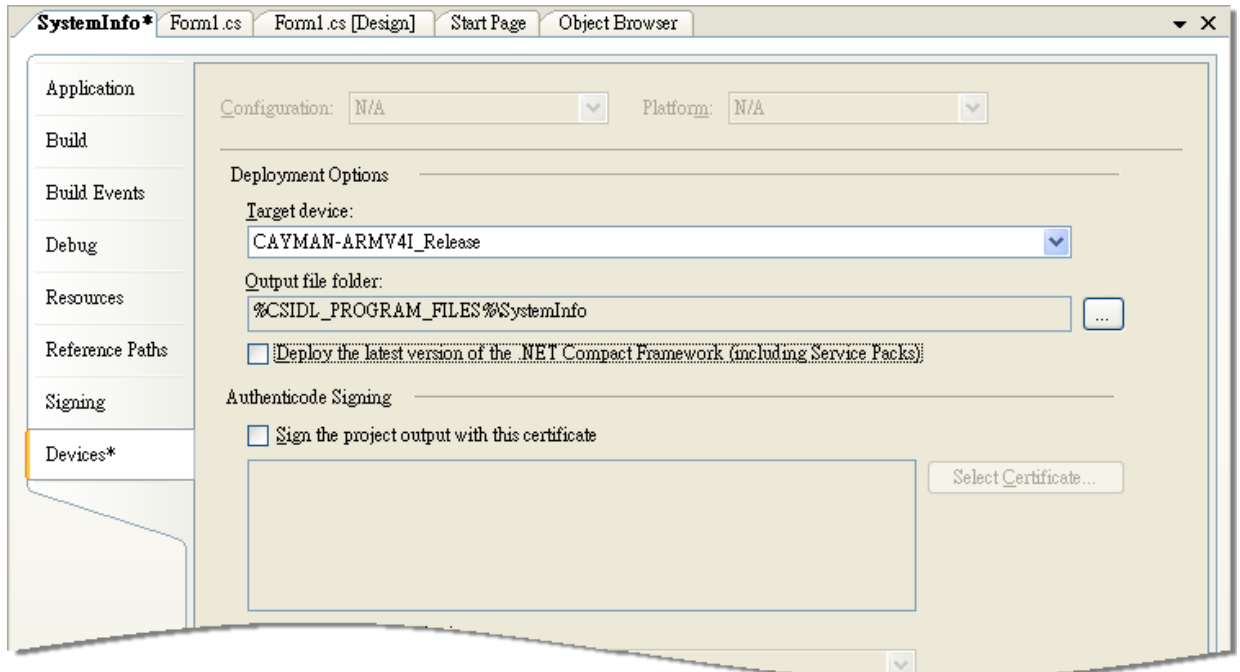 SystemInfo* Form1.cs Form1.cs [Design] Start Page Object Browser
Application
Build
Build Events
Debug
Resources
Reference Paths
Signing
Devices*
Configuration: N/A Platform: N/A
Deployment Options
Target device:
CAYMAN-ARMV4I_Release
Output file folder:
%CSIDL_PROGRAM_FILES%\SystemInfo ...
Deploy the latest version of the .NET Compact Framework (including Service Packs)
Authenticode Signing
Sign the project output with this certificate
Select Certificate...